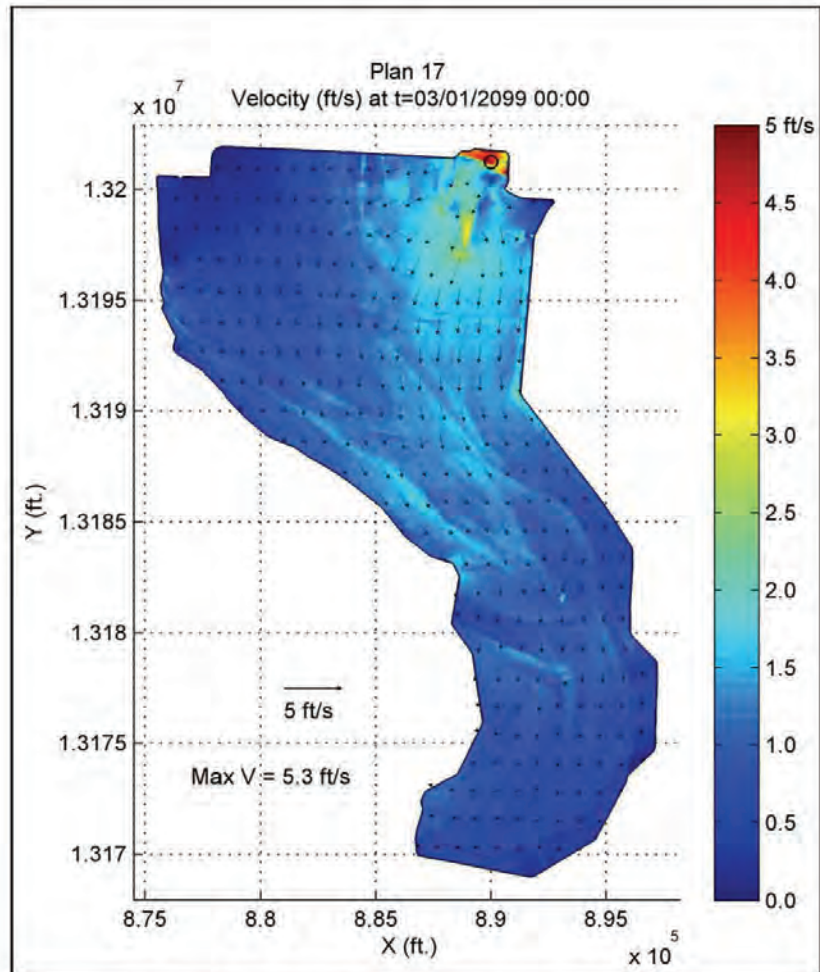 Plan 17
x 10^7
Velocity (ft/s) at t=03/01/2099 00:00
5 ft/s
4.5
4.0
3.5
3.0
2.5
2.0
1.5
1.0
0.5
0.0
Y (ft.)
1.32
1.3195
1.319
1.3185
1.318
1.3175
1.317
5 ft/s
Max V = 5.3 ft/s
8.75
8.8
8.85
8.9
8.95
X (ft.)
x 10^5